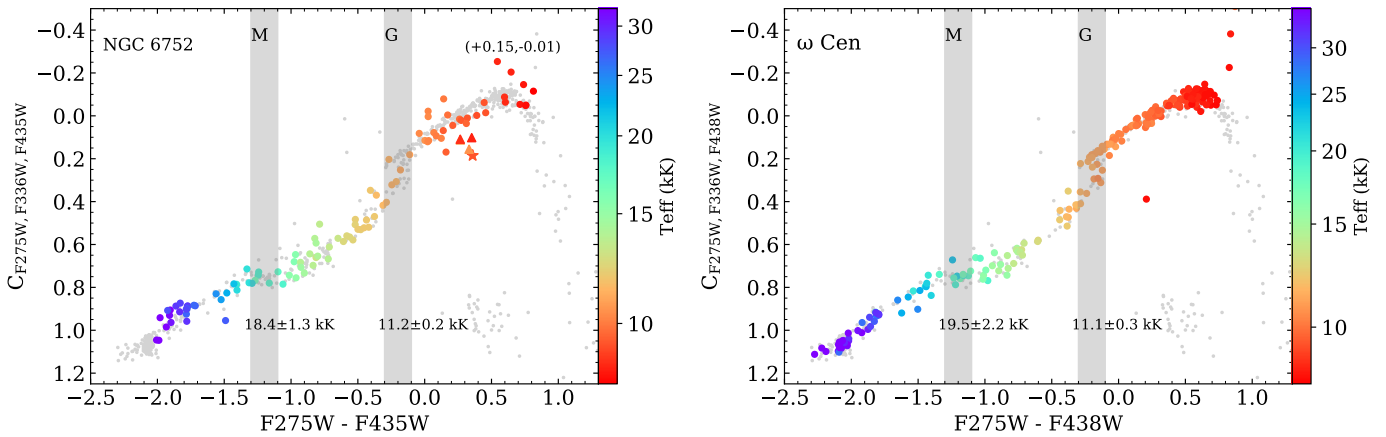 NGC 6752
M
G
(+0.15,-0.01)
18.4±1.3 kK
11.2±0.2 kK
−0.4
−0.2
0.0
0.2
0.4
0.6
0.8
1.0
1.2
C F275W, F336W, F435W
−2.5 −2.0 −1.5 −1.0 −0.5 0.0 0.5 1.0
F275W - F435W
30
25
20
15
10
Teff (kK)
ω Cen
M
G
19.5±2.2 kK
11.1±0.3 kK
−0.4
−0.2
0.0
0.2
0.4
0.6
0.8
1.0
1.2
C F275W, F336W, F438W
−2.5 −2.0 −1.5 −1.0 −0.5 0.0 0.5 1.0
F275W - F438W
30
25
20
15
10
Teff (kK)